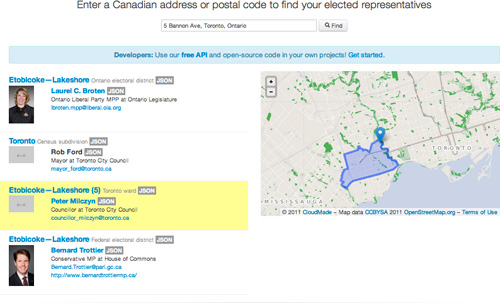 Enter a Canadian address or postal code to find your elected representatives
5 Bannon Ave, Toronto, Ontario
Find
Developers: Use our free API and open-source code in your own projects! Get started.
Etobicoke—Lakeshore Ontario electoral district JSON
Laurel C. Broten JSON
Ontario Liberal Party MPP at Ontario Legislature
lbroten.mpp@liberal.ola.org
Toronto Census subdivision JSON
Rob Ford JSON
Mayor at Toronto City Council
mayor_ford@toronto.ca
Etobicoke—Lakeshore (5) Toronto ward JSON
Peter Milczyn JSON
Councillor at Toronto City Council
councillor_milczyn@toronto.ca
Etobicoke—Lakeshore Federal electoral district JSON
Bernard Trottier JSON
Conservative MP at House of Commons
Bernard.Trottier@parl.gc.ca
http://www.bernardtrottiermp.ca/
+
-
TORONTO
MISSISSAUGA
© 2011 CloudMade – Map data CCBYSA 2011 OpenStreetMap.org – Terms of Use